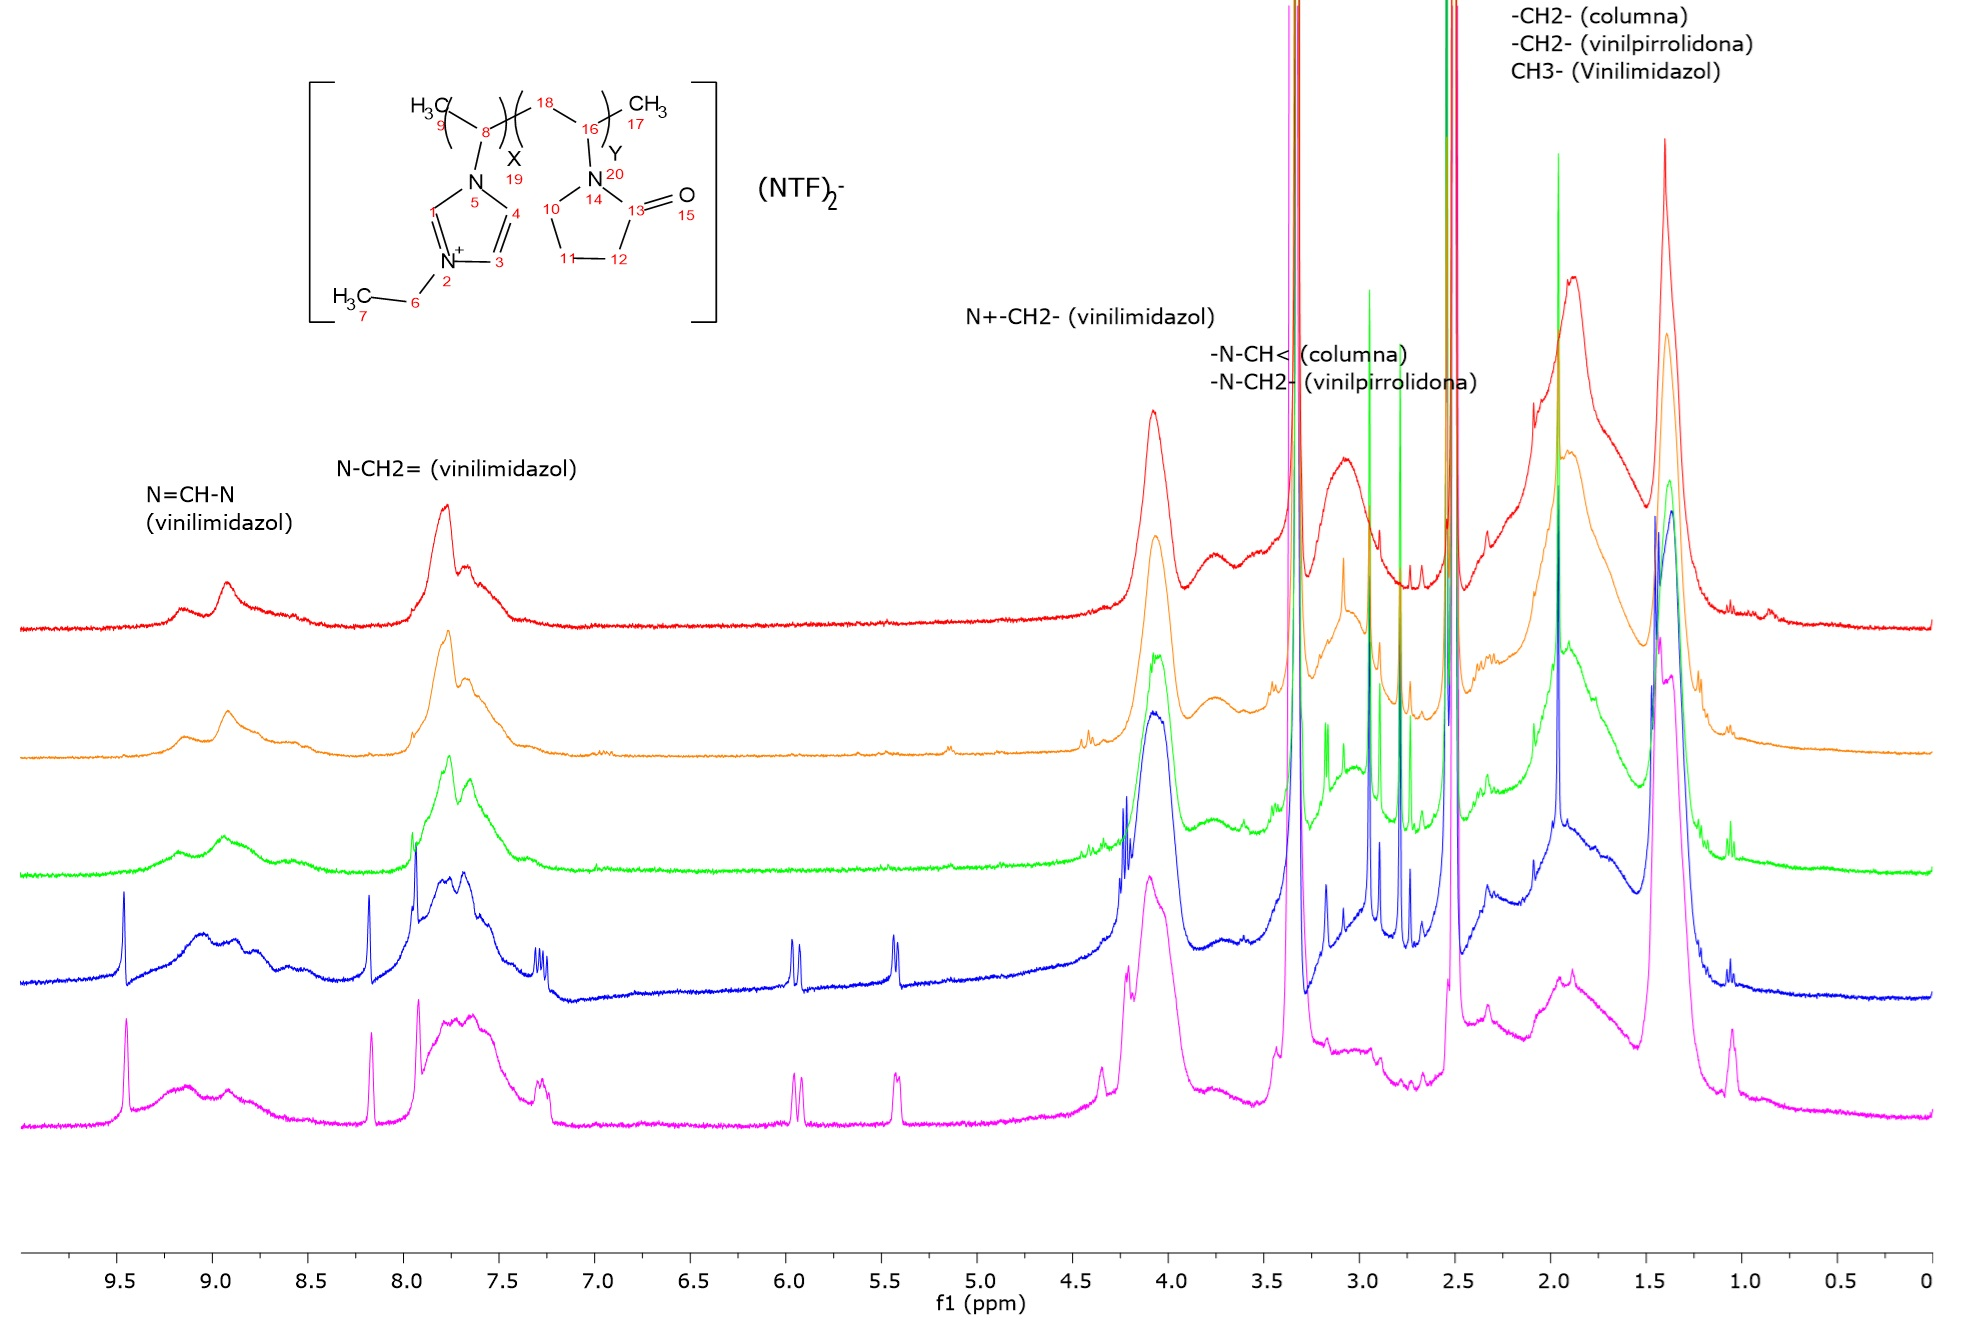 -CH2- (columna)
-CH2- (vinilpirrolidona)
CH3- (Vinilimidazol)
H3C
9
8
18
16
CH3
17
X
19
Y
20
N
5
N
14
1
4
10
13
O
15
N+
2
3
11
12
H3C
7
6
(NTF)2-
N+-CH2- (vinilimidazol)
-N-CH< (columna)
-N-CH2- (vinilpirrolidona)
N-CH2= (vinilimidazol)
N=CH-N
(vinilimidazol)
9.5 9.0 8.5 8.0 7.5 7.0 6.5 6.0 5.5 5.0 4.5 4.0 3.5 3.0 2.5 2.0 1.5 1.0 0.5 0
f1 (ppm)